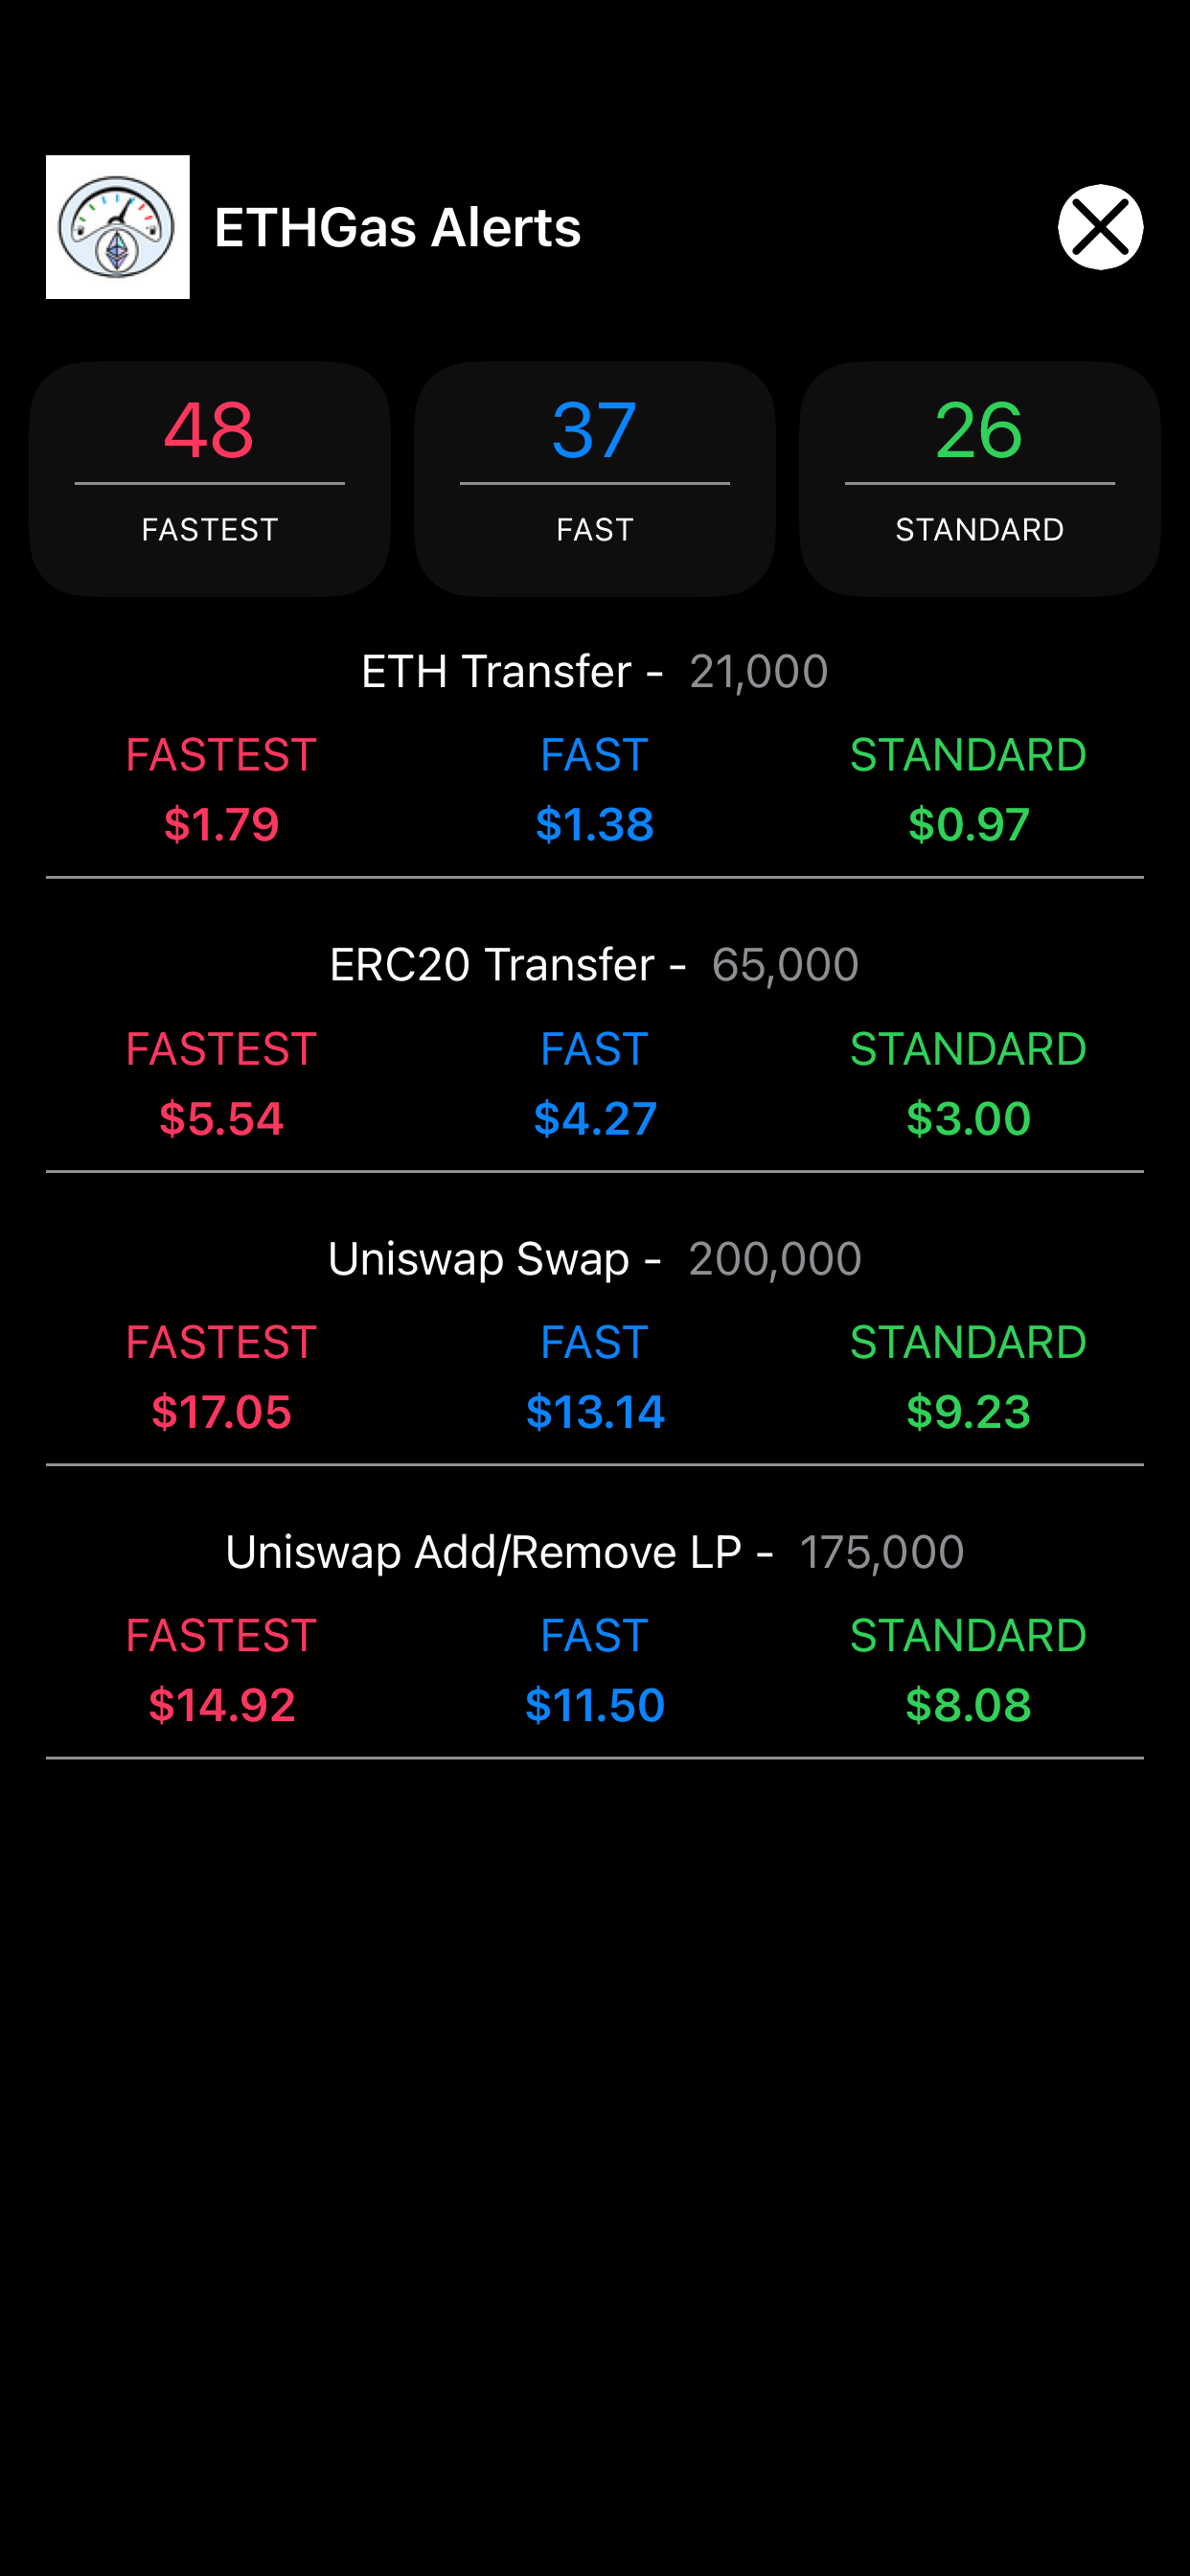 ETHGas Alerts
48 37 26
FASTEST FAST STANDARD
ETH Transfer - 21,000
FASTEST FAST STANDARD
$1.79 $1.38 $0.97
ERC20 Transfer - 65,000
FASTEST FAST STANDARD
$5.54 $4.27 $3.00
Uniswap Swap - 200,000
FASTEST FAST STANDARD
$17.05 $13.14 $9.23
Uniswap Add/Remove LP - 175,000
FASTEST FAST STANDARD
$14.92 $11.50 $8.08